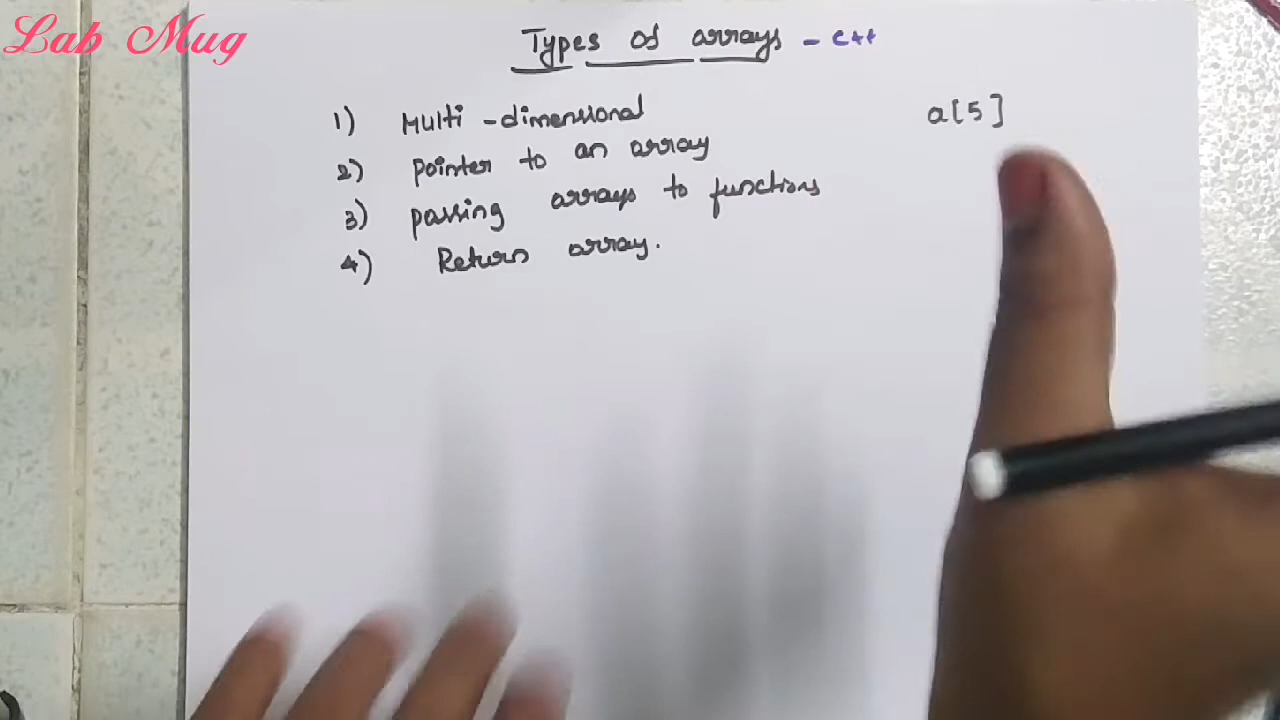 Lab Mug
Types of arrays - C++
1) Multi-dimensional
a[5]
2) pointer to an array
3) passing arrays to functions
4) Return array.